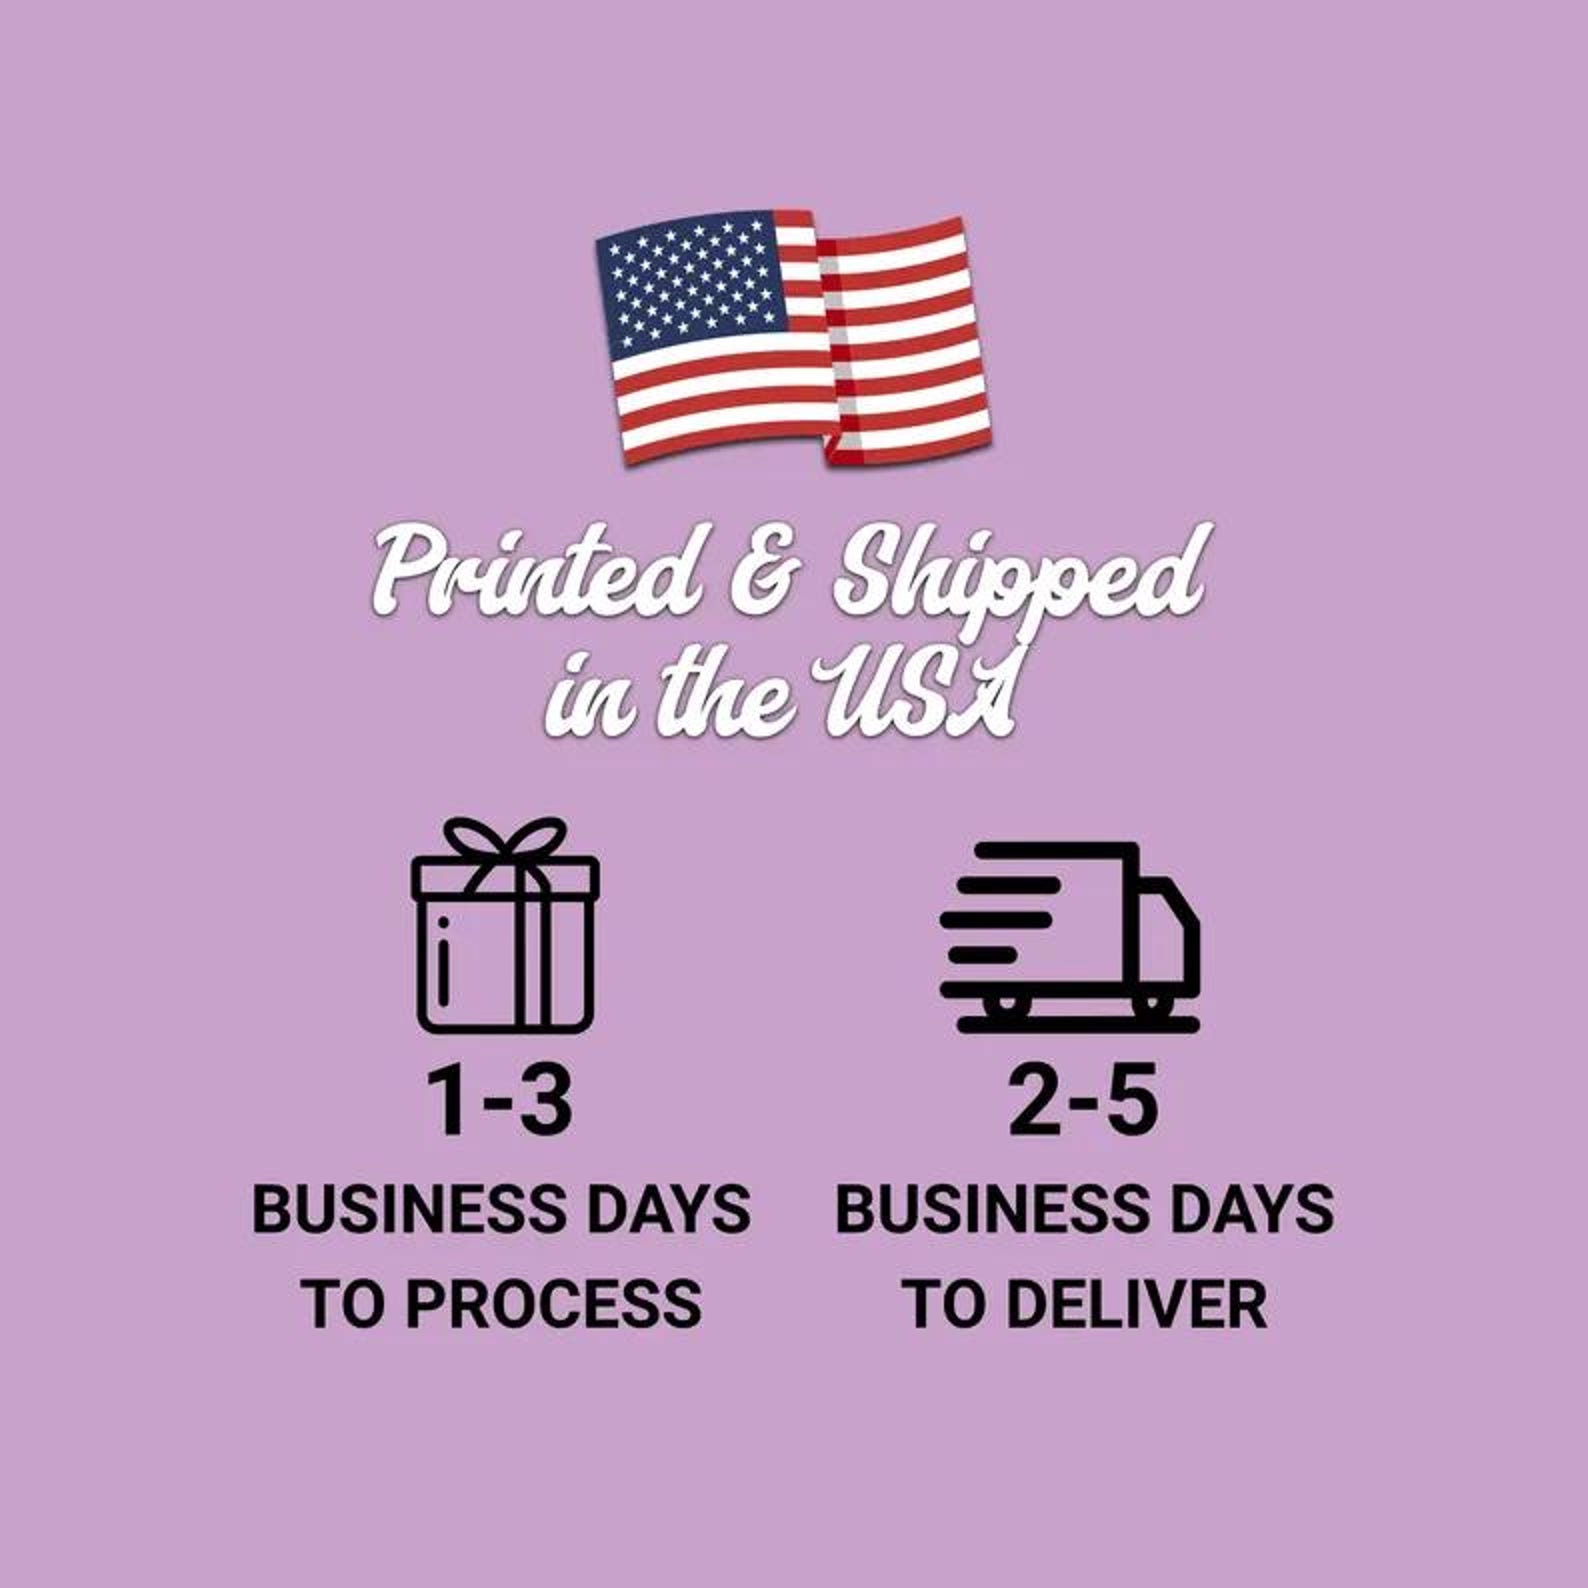 Printed & Shipped
in the USA
1-3
BUSINESS DAYS
TO PROCESS
2-5
BUSINESS DAYS
TO DELIVER